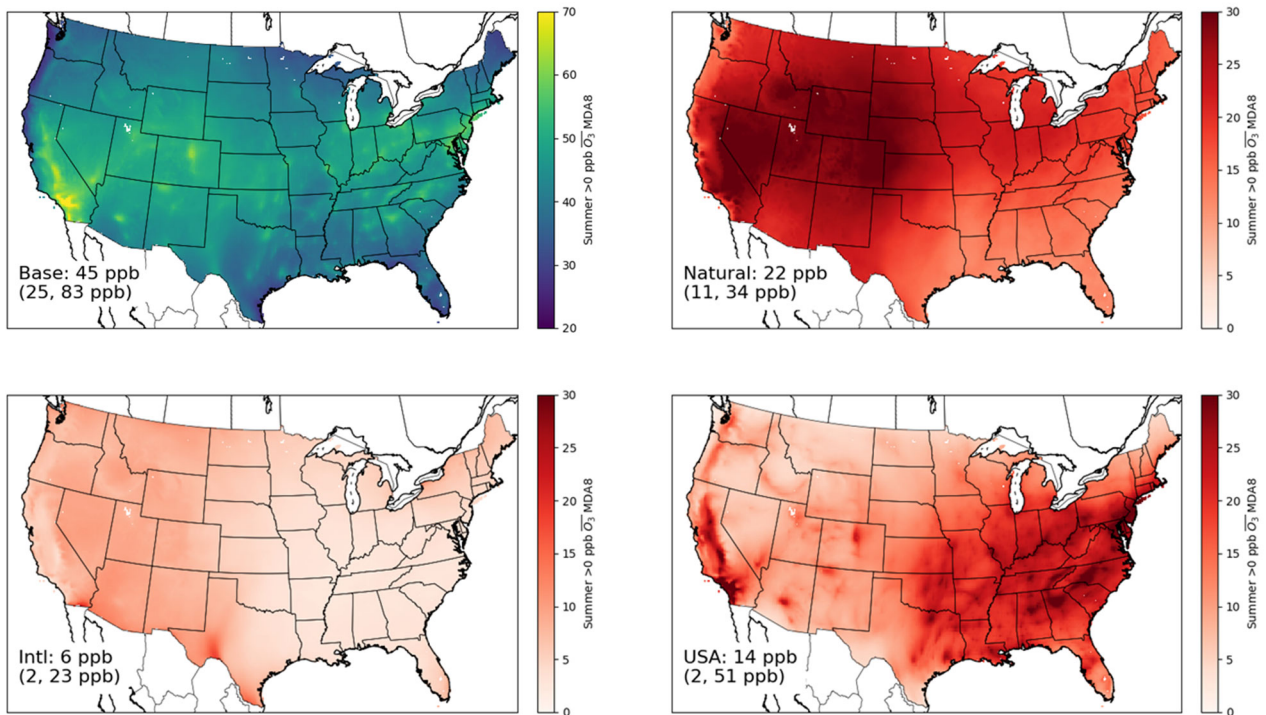 Base: 45 ppb
(25, 83 ppb)
70
60
50
40
30
20
Summer >0 ppb O₃ MDA8
Natural: 22 ppb
(11, 34 ppb)
30
25
20
15
10
5
0
Summer >0 ppb O₃ MDA8
Intl: 6 ppb
(2, 23 ppb)
30
25
20
15
10
5
0
Summer >0 ppb O₃ MDA8
USA: 14 ppb
(2, 51 ppb)
30
25
20
15
10
5
0
Summer >0 ppb O₃ MDA8